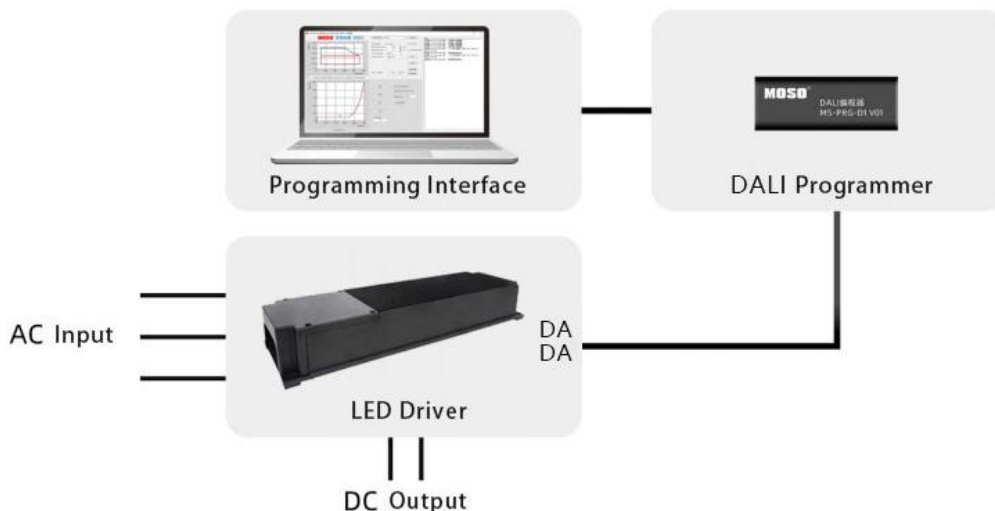 MOSO
DALI编程器
MS-PRG-D1 V01
Programming Interface
DALI Programmer
AC Input
DA
DA
LED Driver
DC Output